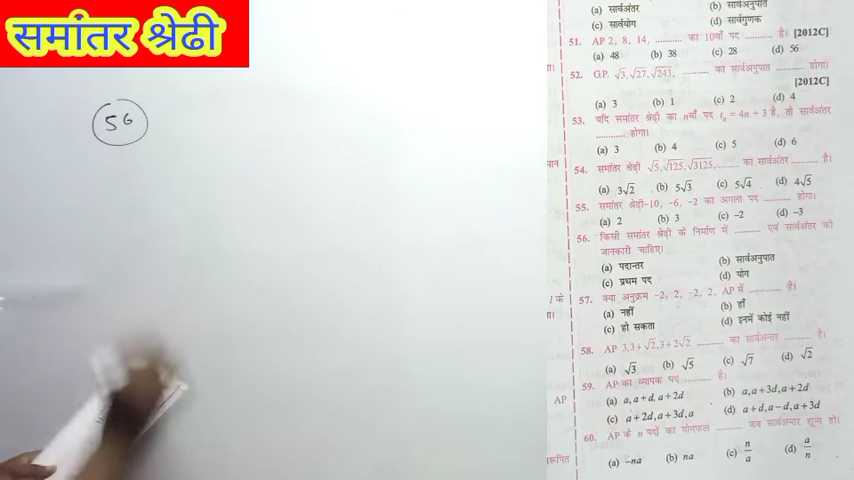 समांतर श्रेढी
56
(a) सार्वअंतर (b) सार्वअनुपात
(c) सार्वयोग (d) सार्वगुणक
51. AP 2, 8, 14, .......... का 10वाँ पद .......... है। [2012C]
(a) 48 (b) 38 (c) 28 (d) 56
52. G.P. √3,√27,√243, .......... का सार्वअनुपात .......... होगा।
[2012C]
(a) 3 (b) 1 (c) 2 (d) 4
53. यदि समांतर श्रेढ़ी का nवाँ पद tₙ = 4n + 3 है, तो सार्वअंतर
.......... होगा।
(a) 3 (b) 4 (c) 5 (d) 6
54. समांतर श्रेढ़ी √5,√125,√3125,....... का सार्वअंतर .......... है।
(a) 3√2 (b) 5√3 (c) 5√4 (d) 4√5
55. समांतर श्रेढ़ी-10, -6, -2 का अगला पद .......... होगा।
(a) 2 (b) 3 (c) -2 (d) -3
56. किसी समांतर श्रेढ़ी के निर्माण में .......... एवं सार्वअंतर की
जानकारी चाहिए।
(a) पदान्तर (b) सार्वअनुपात
(c) प्रथम पद (d) योग
57. क्या अनुक्रम -2, 2, -2, 2, AP में .......... है।
(a) नहीं (b) हाँ
(c) हो सकता (d) इनमें कोई नहीं
58. AP 3,3+√2,3+2√2 .......... का सार्वअन्तर .......... है।
(a) √3 (b) √5 (c) √7 (d) √2
59. AP का व्यापक पद .......... है।
(a) a,a+d,a+2d (b) a,a+3d,a+2d
(c) a+2d,a+3d,a (d) a+d,a-d,a+3d
60. AP के n पदों का योगफल .......... जब सार्वअन्तर शून्य हो।
(a) -na (b) na (c) n/a (d) a/n
AP